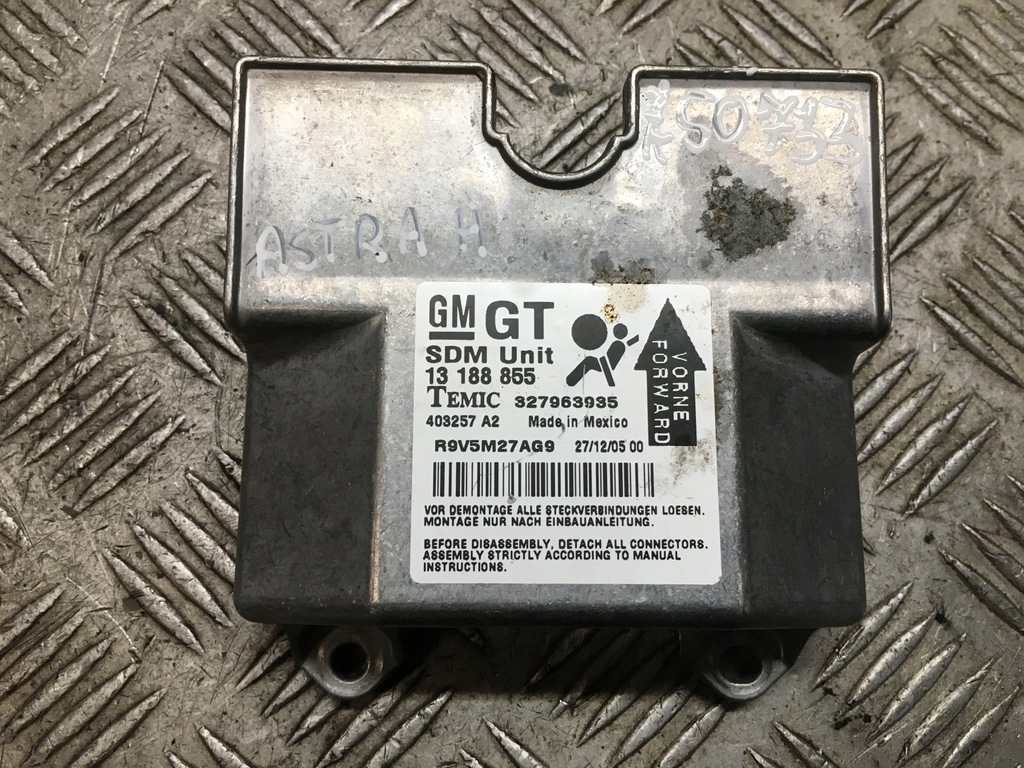 ASTRA H
GM GT
SDM Unit
13 188 855
TEMIC 327963935
403257 A2 Made in Mexico
R9V5M27AG9 27/12/05 00
VORNE
FORWARD
VOR DEMONTAGE ALLE STECKVERBINDUNGEN LOESEN.
MONTAGE NUR NACH EINBAUANLEITUNG.
BEFORE DISASSEMBLY, DETACH ALL CONNECTORS.
ASSEMBLY STRICTLY ACCORDING TO MANUAL
INSTRUCTIONS.